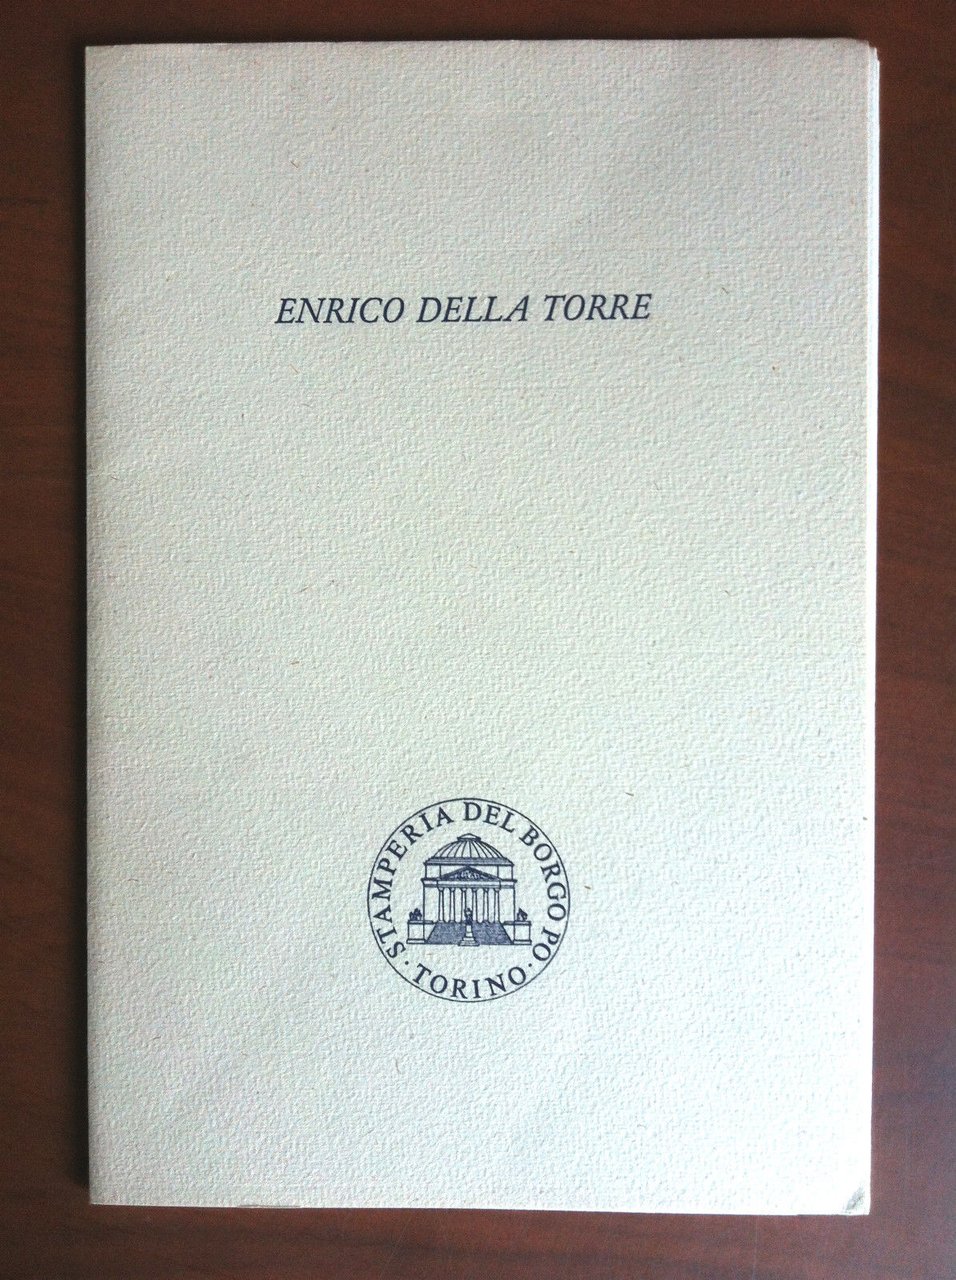 ENRICO DELLA TORRE
STAMPERIA DEL BORGO PO
· TORINO ·